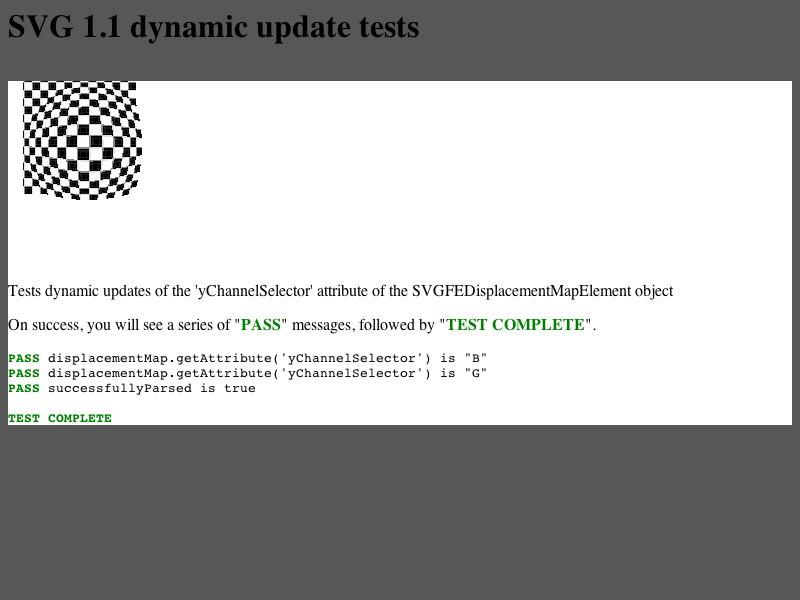 SVG 1.1 dynamic update tests
Tests dynamic updates of the 'yChannelSelector' attribute of the SVGFEDisplacementMapElement object
On success, you will see a series of "PASS" messages, followed by "TEST COMPLETE".
PASS displacementMap.getAttribute('yChannelSelector') is "B"
PASS displacementMap.getAttribute('yChannelSelector') is "G"
PASS successfullyParsed is true
TEST COMPLETE